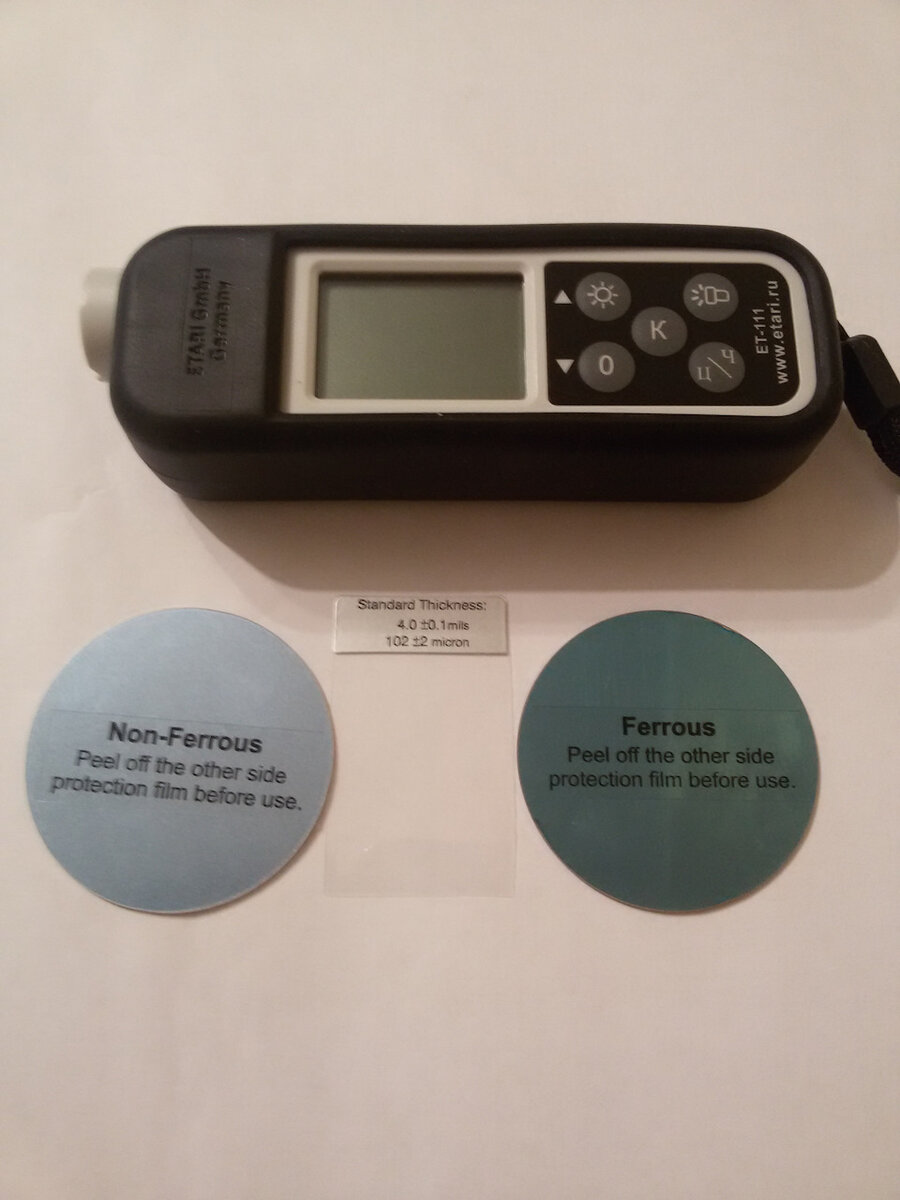 ETARI GmbH
Germany
К
0
Ц/Ч
ET-111
www.etari.ru
Standard Thickness:
4.0 ±0.1mils
102 ±2 micron
Non-Ferrous
Peel off the other side
protection film before use.
Ferrous
Peel off the other side
protection film before use.